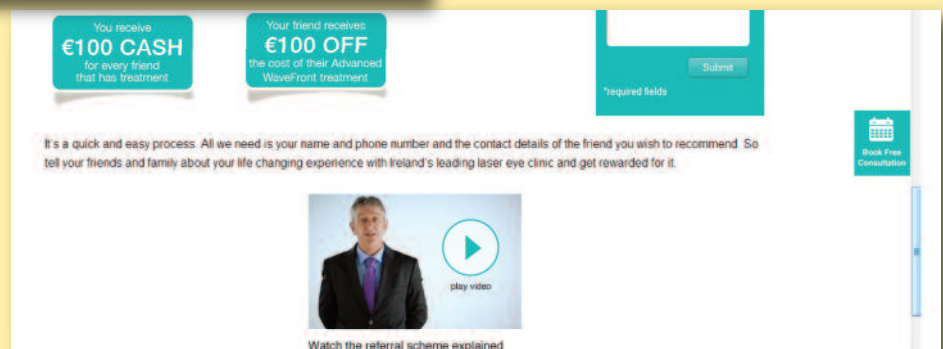 You receive
€100 CASH
for every friend
that has treatment
Your friend receives
€100 OFF
the cost of their Advanced
WaveFront treatment
Submit
*required fields
It's a quick and easy process. All we need is your name and phone number and the contact details of the friend you wish to recommend. So
tell your friends and family about your life changing experience with Ireland's leading laser eye clinic and get rewarded for it.
Book Free
Consultation
play video
Watch the referral scheme explained